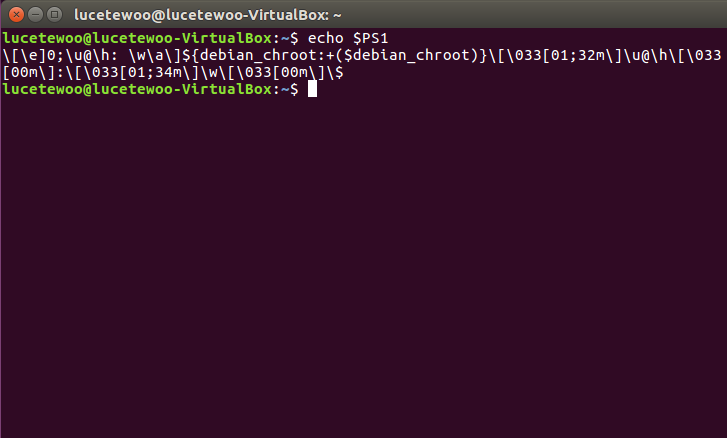 lucetewoo@lucetewoo-VirtualBox: ~
lucetewoo@lucetewoo-VirtualBox:~$ echo $PS1
\[\e]0;\u@\h: \w\a\]${debian_chroot:+($debian_chroot)}\[\033[01;32m\]\u@\h\[\033
[00m\]:\[\033[01;34m\]\w\[\033[00m\]\$
lucetewoo@lucetewoo-VirtualBox:~$